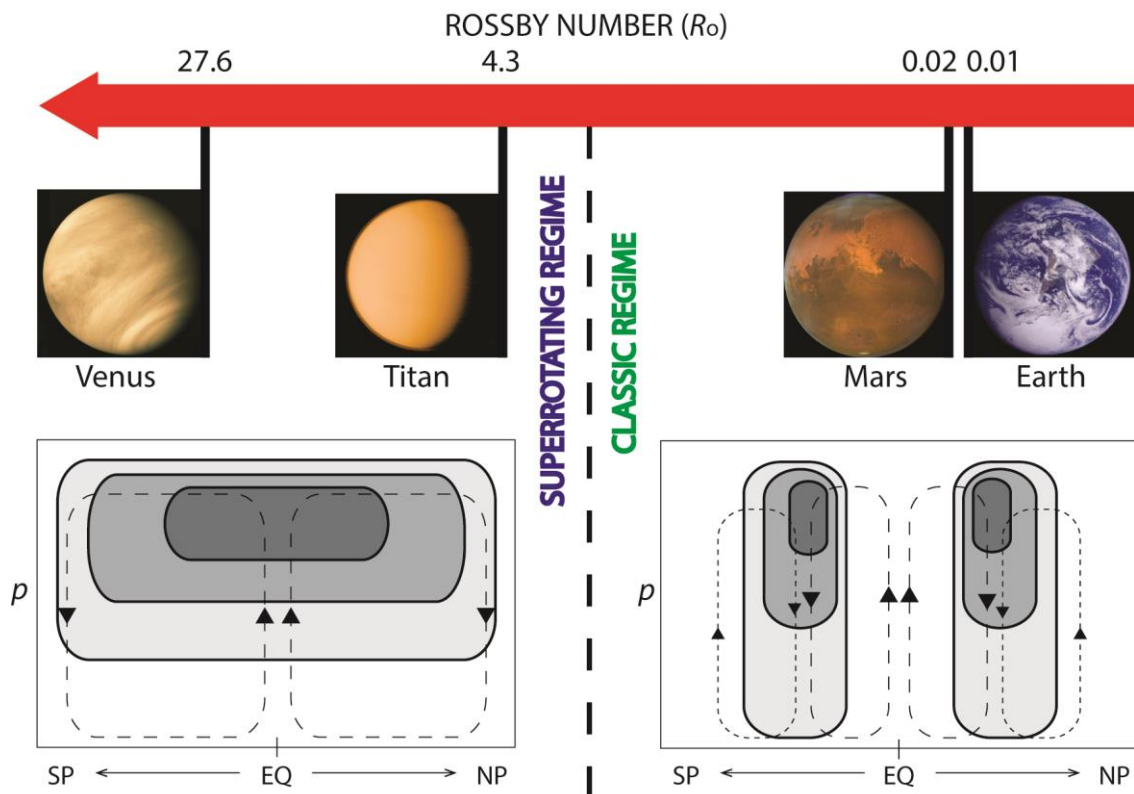 ROSSBY NUMBER (Ro)
27.6 4.3 0.02 0.01
Venus Titan Mars Earth
SUPERROTATING REGIME
CLASSIC REGIME
p p
SP EQ NP SP EQ NP